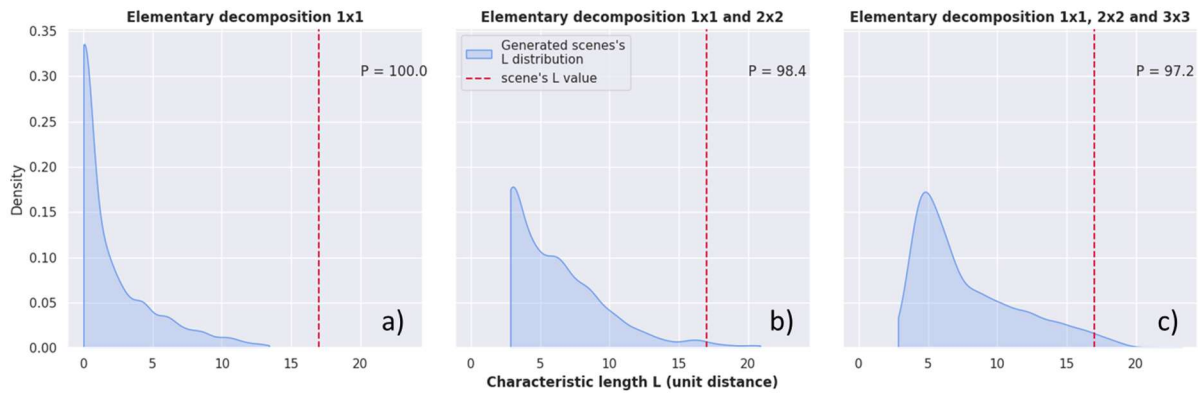 Elementary decomposition 1x1
Elementary decomposition 1x1 and 2x2
Elementary decomposition 1x1, 2x2 and 3x3
0.35
0.30
0.25
0.20
0.15
0.10
0.05
0.00
Density
P = 100.0
a)
0 5 10 15 20
Generated scenes's
L distribution
scene's L value
P = 98.4
b)
0 5 10 15 20
P = 97.2
c)
0 5 10 15 20
Characteristic length L (unit distance)